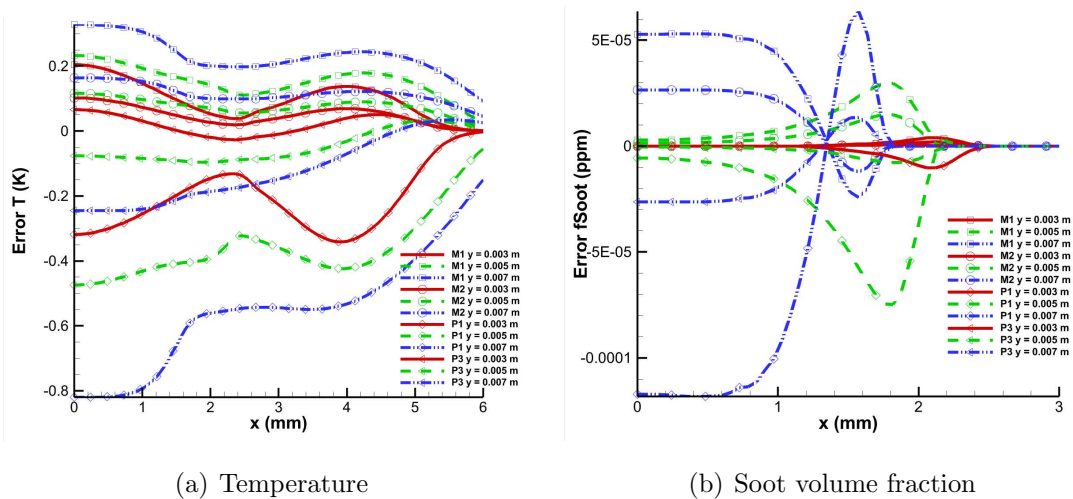 Error T (K)
0.2
0
-0.2
-0.4
-0.6
-0.8
0
1
2
3
4
5
6
x (mm)
M1 y = 0.003 m
M1 y = 0.005 m
M1 y = 0.007 m
M2 y = 0.003 m
M2 y = 0.005 m
M2 y = 0.007 m
P1 y = 0.003 m
P1 y = 0.005 m
P1 y = 0.007 m
P3 y = 0.003 m
P3 y = 0.005 m
P3 y = 0.007 m
(a) Temperature
Error fSoot (ppm)
5E-05
0
-5E-05
-0.0001
0
1
2
3
x (mm)
M1 y = 0.003 m
M1 y = 0.005 m
M1 y = 0.007 m
M2 y = 0.003 m
M2 y = 0.005 m
M2 y = 0.007 m
P1 y = 0.003 m
P1 y = 0.005 m
P1 y = 0.007 m
P3 y = 0.003 m
P3 y = 0.005 m
P3 y = 0.007 m
(b) Soot volume fraction